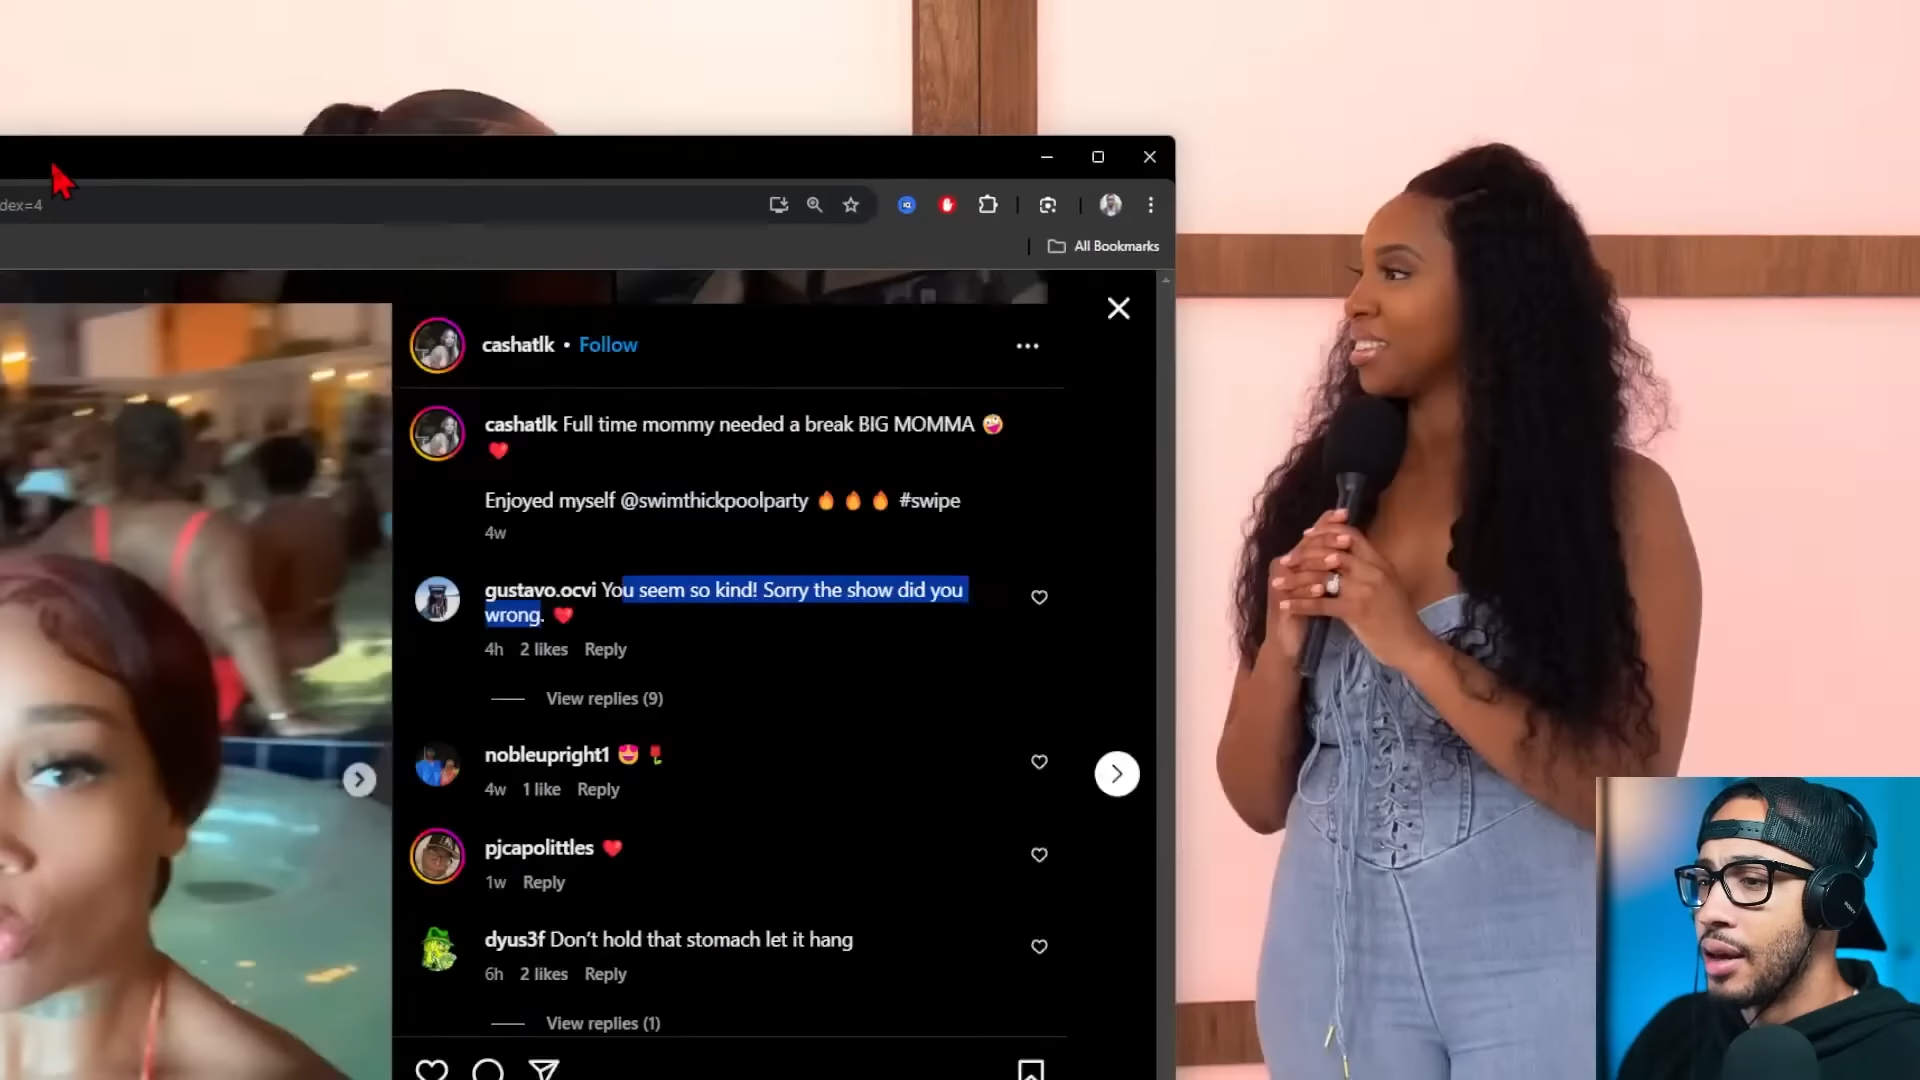 dex=4
All Bookmarks
cashatlk • Follow
cashatlk Full time mommy needed a break BIG MOMMA 🤪
❤️
Enjoyed myself @swimthickpoolparty 🔥 🔥 🔥 #swipe
4w
gustavo.ocvi You seem so kind! Sorry the show did you
wrong. ❤️
4h 2 likes Reply
View replies (9)
nobleupright1 😍 🌹
4w 1 like Reply
pjcapolittles ❤️
1w Reply
dyus3f Don't hold that stomach let it hang
6h 2 likes Reply
View replies (1)
SONY